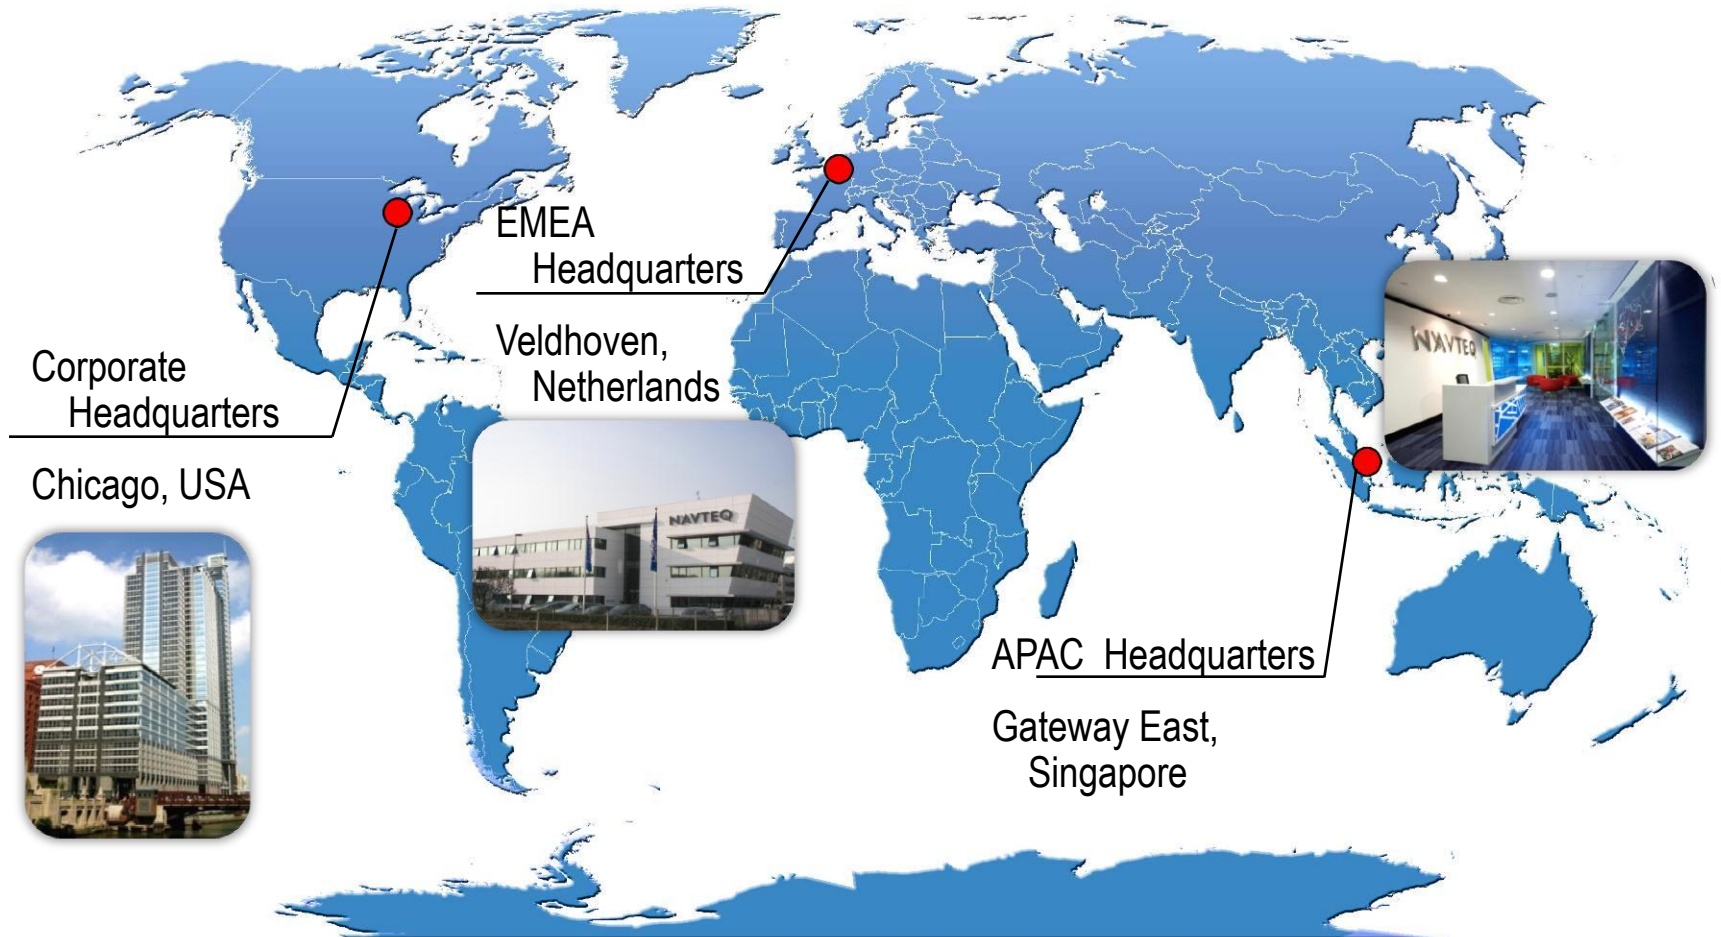 EMEA
Headquarters
Veldhoven,
Netherlands
NAVTEQ
Corporate
Headquarters
Chicago, USA
NAVTEQ
APAC Headquarters
Gateway East,
Singapore